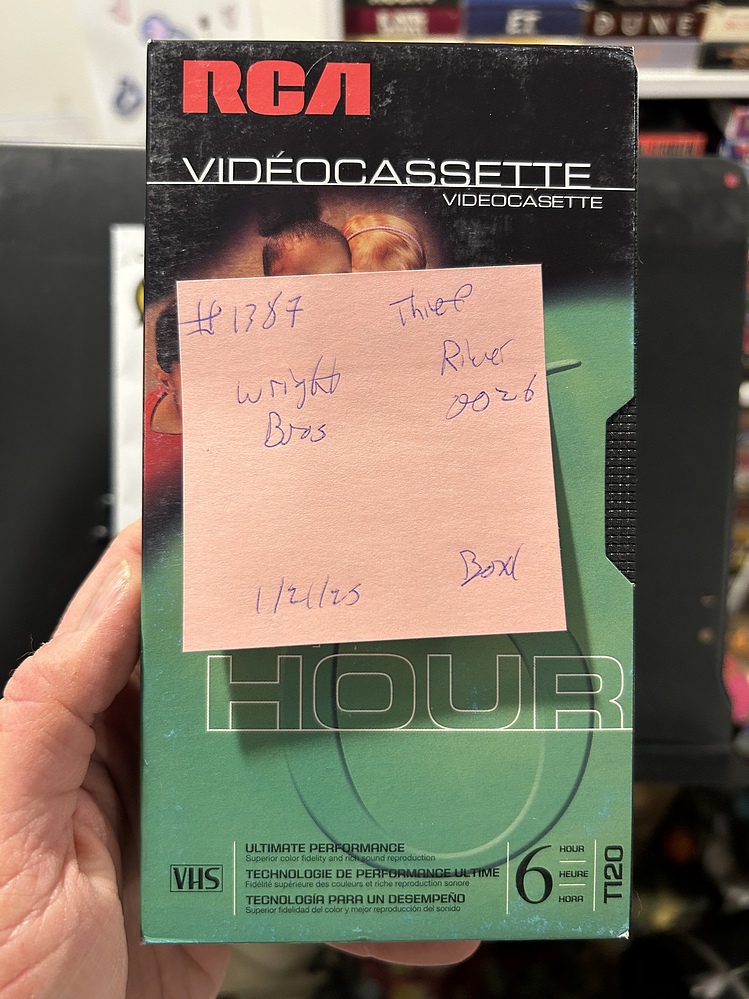 ET
DUNE
RCA
VIDÉOCASSETTE
VIDEOCASETTE
#1387
Thief
River
0026
Wright
Bros
1/21/25
HOUR
ULTIMATE PERFORMANCE
Superior color fidelity and rich sound reproduction
TECHNOLOGIE DE PERFORMANCE ULTIME
Fidélité supérieure des couleurs et riche reproduction sonore
TECNOLOGÍA PARA UN DESEMPEÑO
Superior fidelidad del color y mejor reproducción del sonido
VHS
6
HOUR
HEURE
HORA
T120